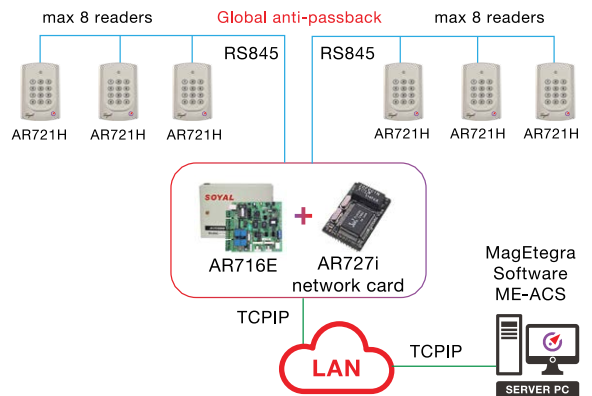 max 8 readers
Global anti-passback
max 8 readers
RS845
RS845
AR721H
AR721H
AR721H
AR721H
AR721H
AR721H
SOYAL
AR716E
+
AR727i
network card
MagEtegra
Software
ME-ACS
TCPIP
LAN
TCPIP
SERVER PC